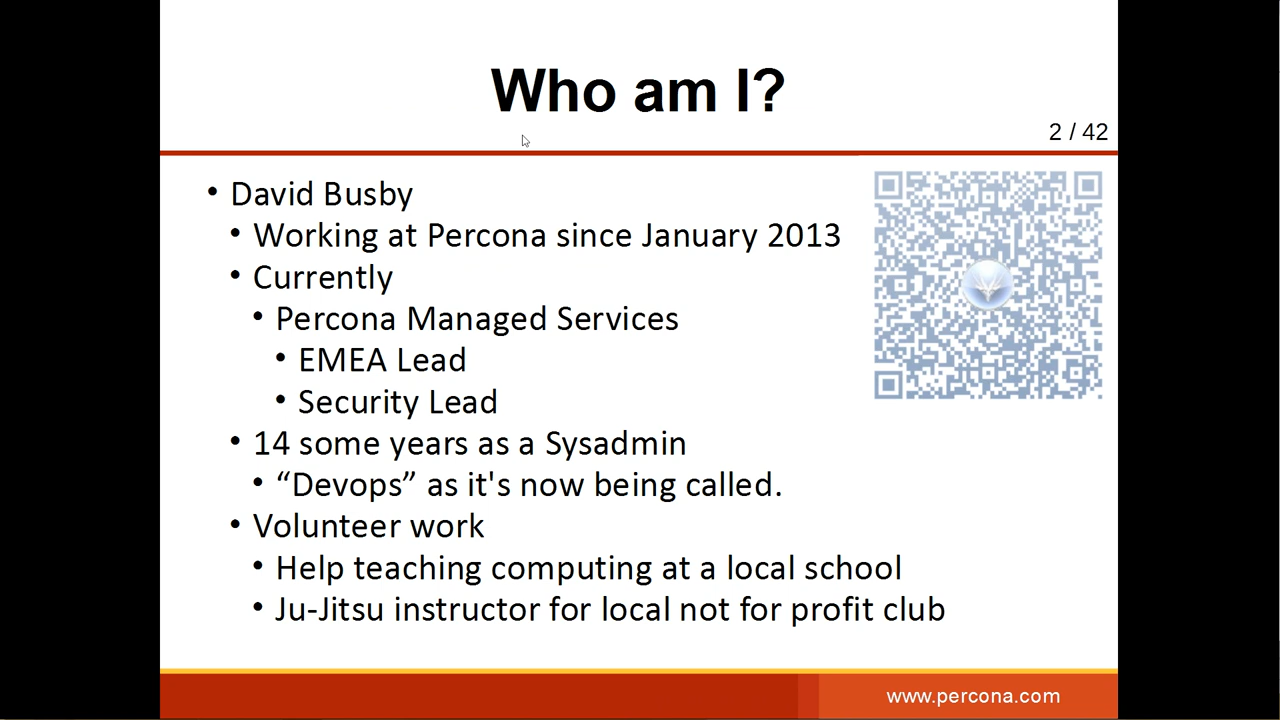 Who am I?
2 / 42
• David Busby
• Working at Percona since January 2013
• Currently
• Percona Managed Services
• EMEA Lead
• Security Lead
• 14 some years as a Sysadmin
• “Devops” as it's now being called.
• Volunteer work
• Help teaching computing at a local school
• Ju-Jitsu instructor for local not for profit club
www.percona.com